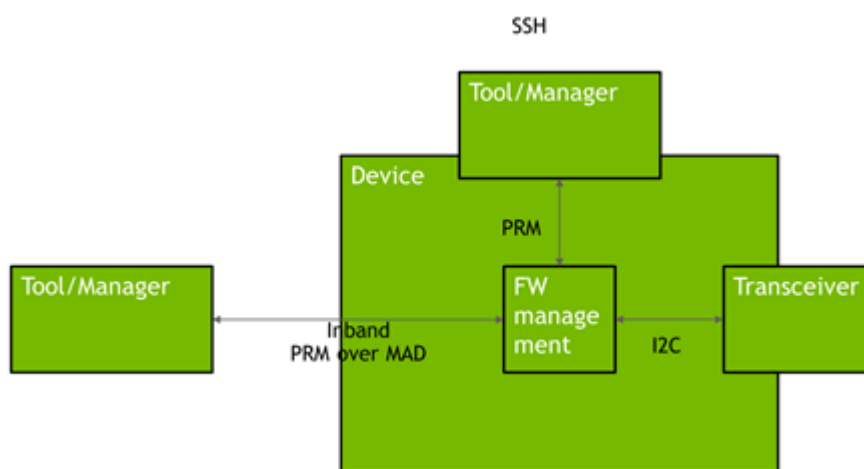 SSH
Tool/Manager
Device
PRM
Tool/Manager
FW
manage
ment
Transceiver
Inband
PRM over MAD
I2C